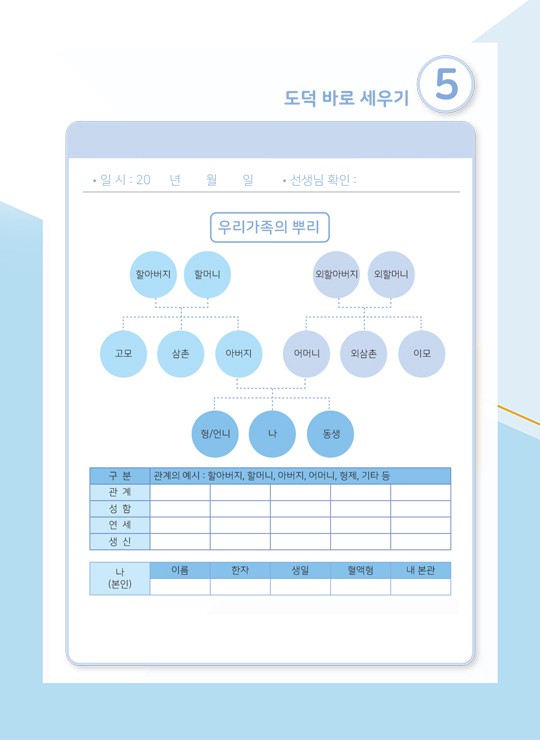 도덕 바로 세우기 5
• 일 시 : 20 년 월 일 • 선생님 확인 :
우리가족의 뿌리
할아버지 할머니 외할아버지 외할머니
고모 삼촌 아버지 어머니 외삼촌 이모
형/언니 나 동생
구 분 관계의 예시 : 할아버지, 할머니, 아버지, 어머니, 형제, 기타 등
관 계
성 함
연 세
생 신
나 이름 한자 생일 혈액형 내 본관
(본인)